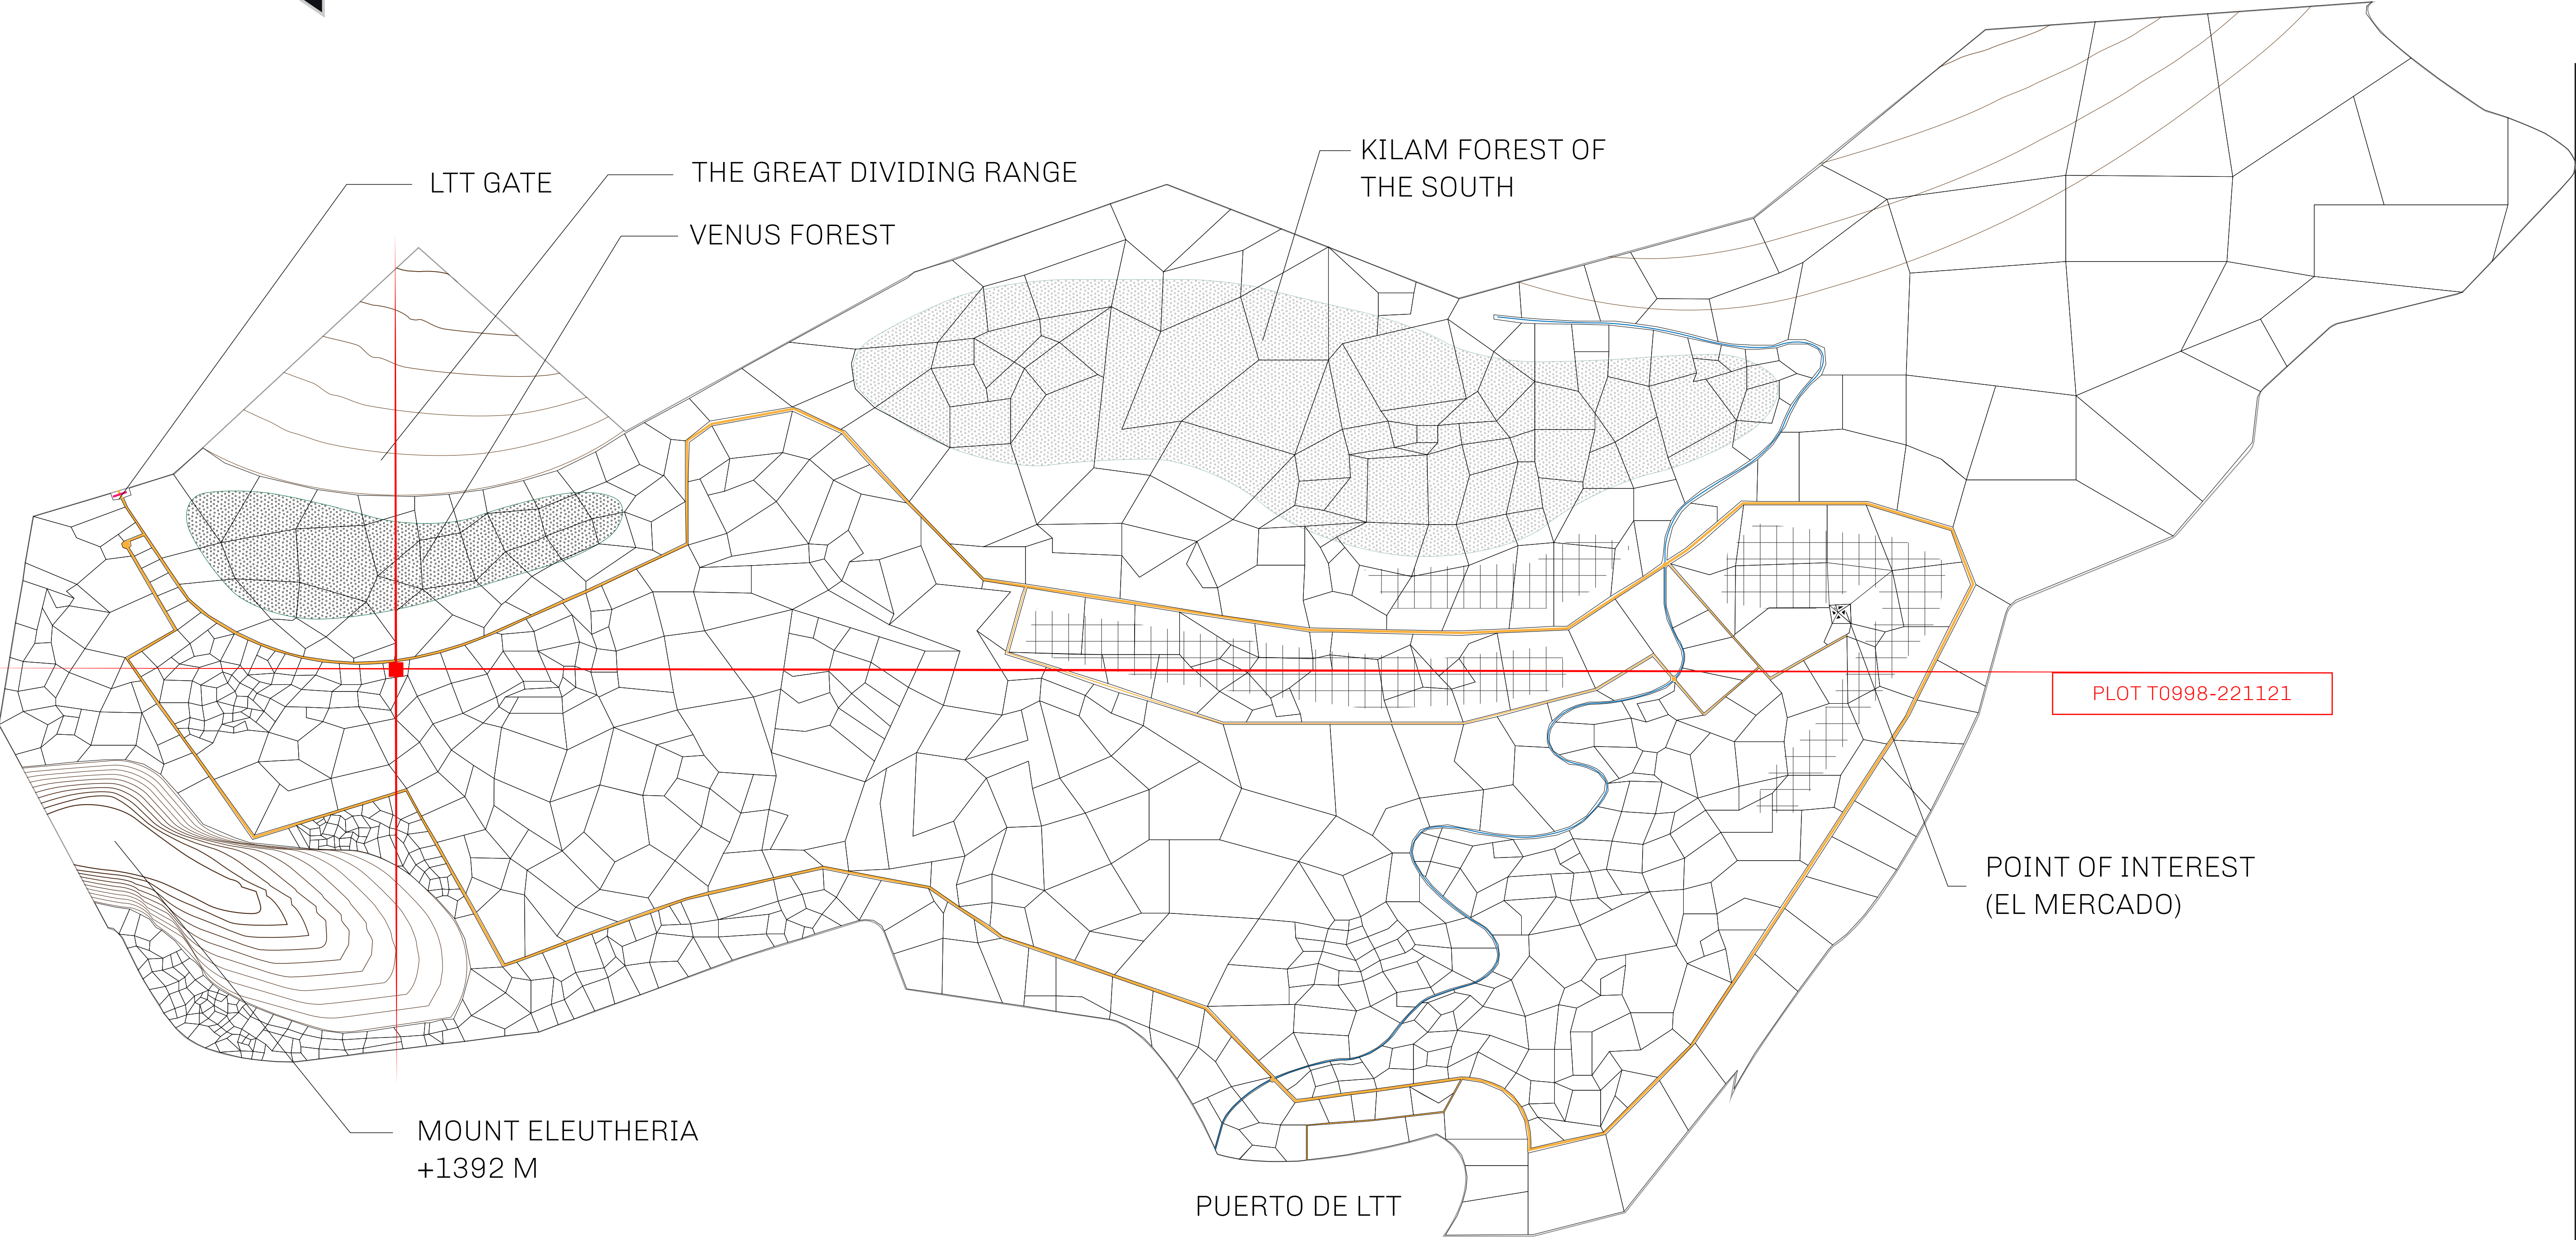 KILAM FOREST OF
THE SOUTH
THE GREAT DIVIDING RANGE
LTT GATE
VENUS FOREST
PLOT T0998-221121
POINT OF INTEREST
(EL MERCADO)
MOUNT ELEUTHERIA
+1392 M
PUERTO DE LTT